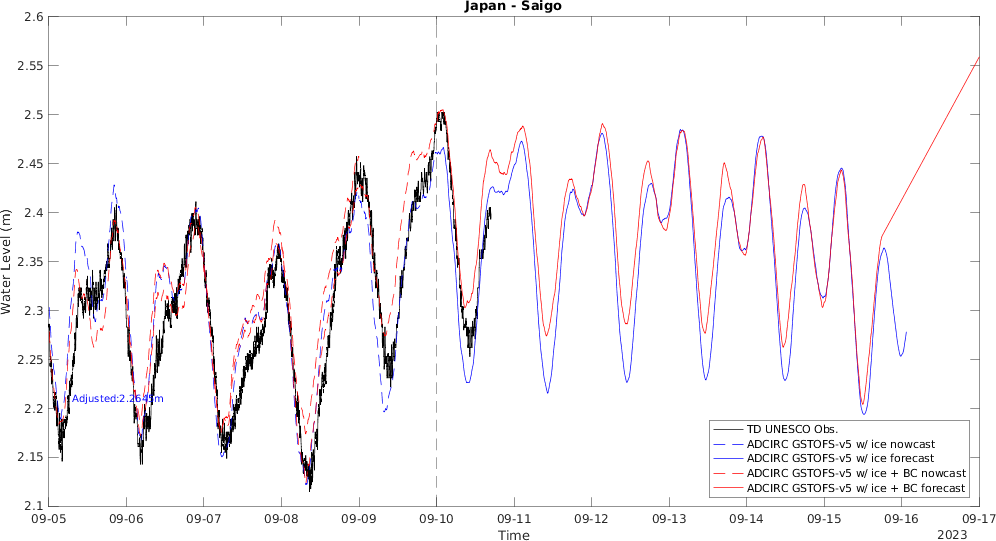 Japan - Saigo
Water Level (m)
2.6
2.55
2.5
2.45
2.4
2.35
2.3
2.25
2.2
2.15
2.1
Adjusted:2.2645m
TD UNESCO Obs.
ADCIRC GSTOFS-v5 w/ ice nowcast
ADCIRC GSTOFS-v5 w/ ice forecast
ADCIRC GSTOFS-v5 w/ ice + BC nowcast
ADCIRC GSTOFS-v5 w/ ice + BC forecast
09-05 09-06 09-07 09-08 09-09 09-10 09-11 09-12 09-13 09-14 09-15 09-16 09-17
Time
2023